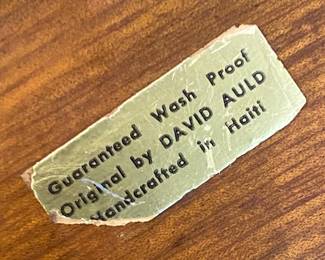 Guaranteed Wash Proof
Original by DAVID AULD
Handcrafted in Haiti